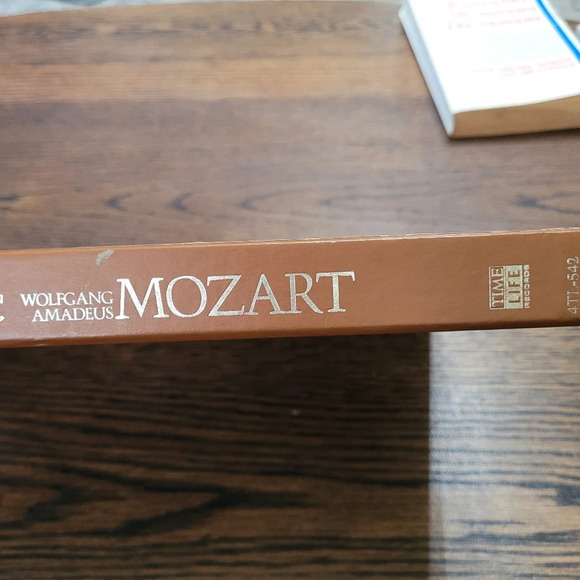 WOLFGANG
AMADEUS
MOZART
TIME
LIFE
RECORDS
4TL-542